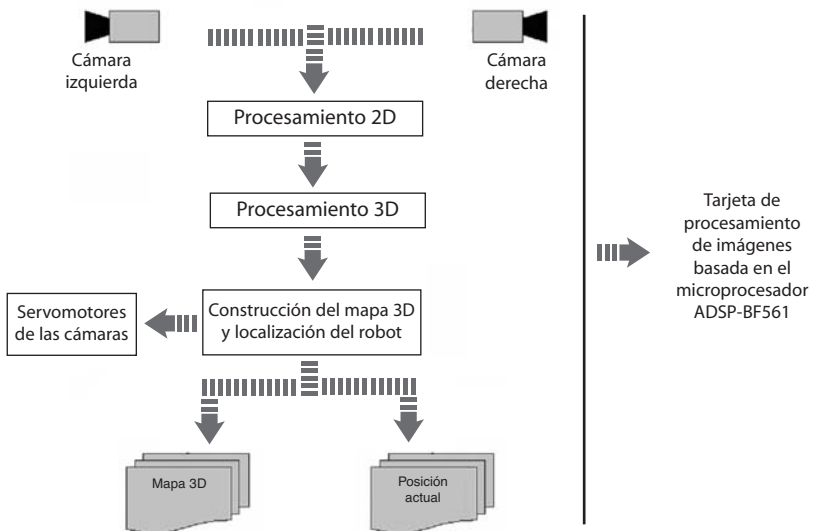 Cámara
izquierda
Cámara
derecha
Procesamiento 2D
Procesamiento 3D
Construcción del mapa 3D
y localización del robot
Servomotores
de las cámaras
Mapa 3D
Posición
actual
Tarjeta de
procesamiento
de imágenes
basada en el
microprocesador
ADSP-BF561